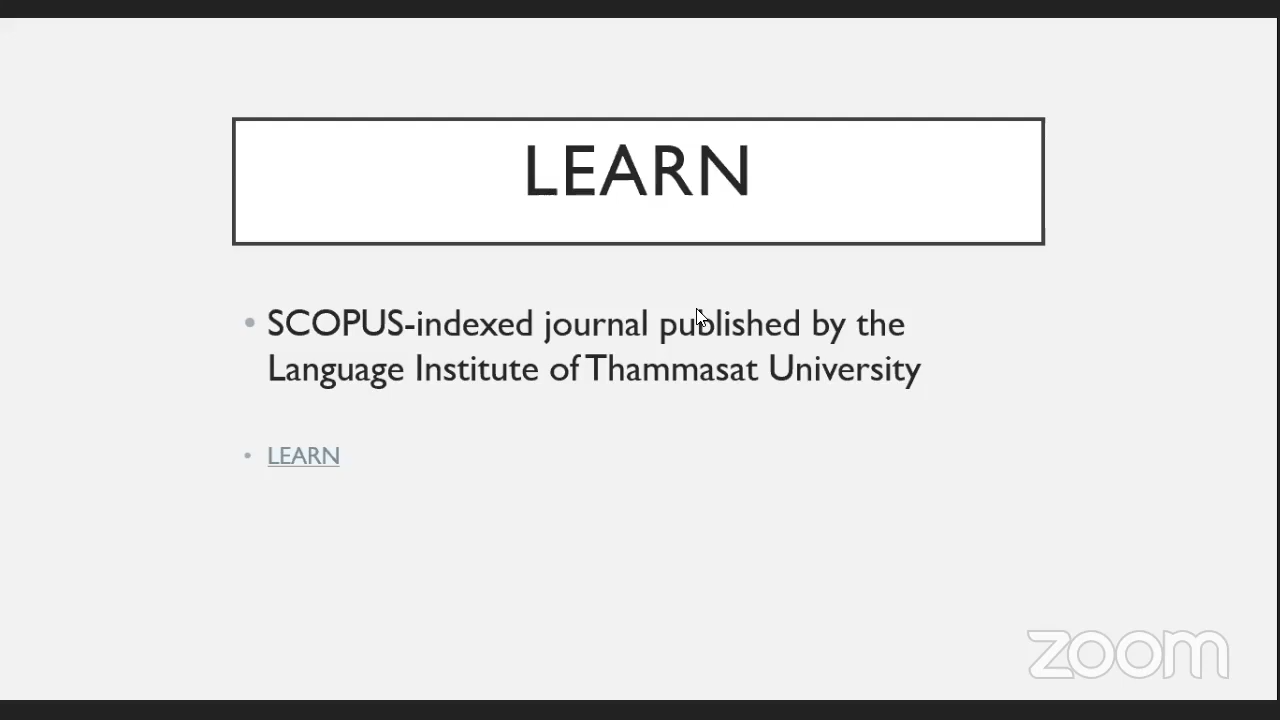 LEARN
• SCOPUS-indexed journal published by the
Language Institute of Thammasat University
• LEARN
zoom